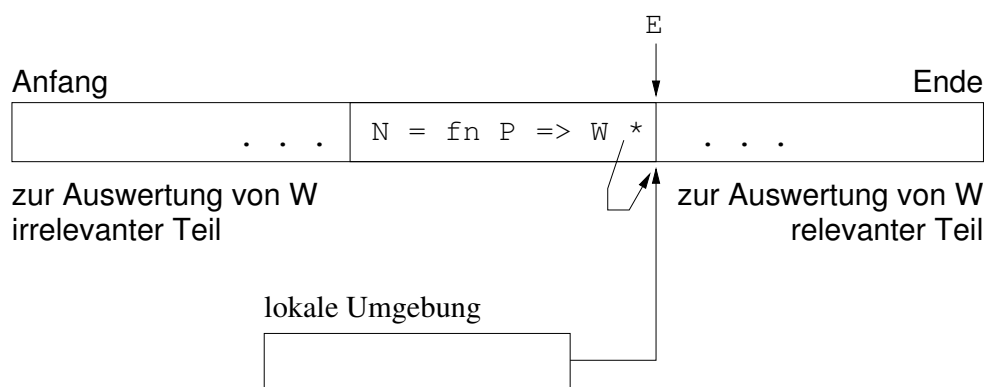 E
Anfang Ende
. . . N = fn P => W * . . .
zur Auswertung von W zur Auswertung von W
irrelevanter Teil relevanter Teil
lokale Umgebung